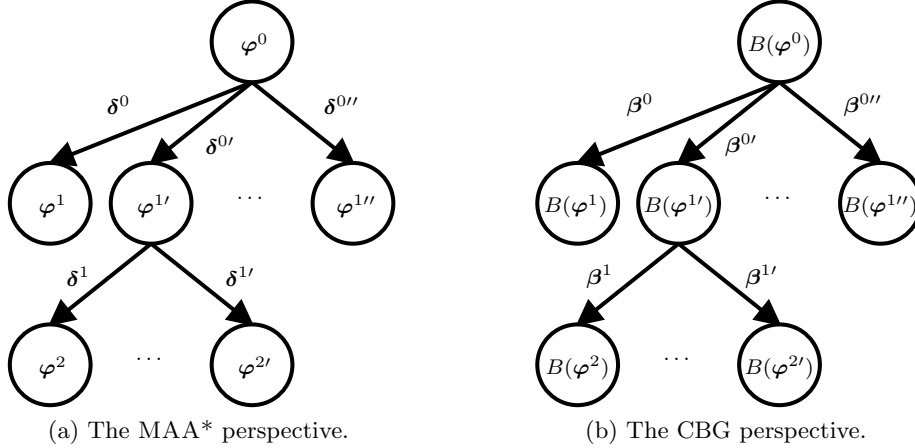 φ⁰ B(φ⁰)
δ⁰ δ⁰′ δ⁰′′ β⁰ β⁰′ β⁰′′
φ¹ φ¹′ ··· φ¹′′ B(φ¹) B(φ¹′) ··· B(φ¹′′)
δ¹ δ¹′ β¹ β¹′
φ² ··· φ²′ B(φ²) ··· B(φ²′)
(a) The MAA* perspective. (b) The CBG perspective.